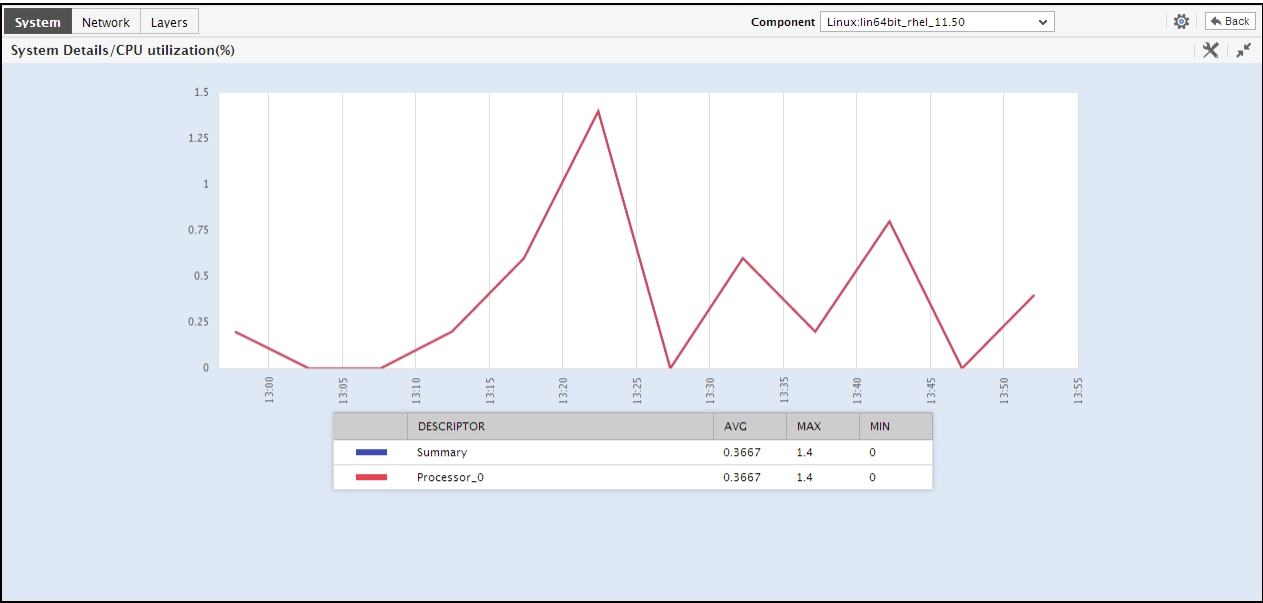 System Network Layers Component Linux:lin64bit_rhel_11.50 Back
System Details/CPU utilization(%)
1.5
1.25
1
0.75
0.5
0.25
0
13:00 13:05 13:10 13:15 13:20 13:25 13:30 13:35 13:40 13:45 13:50 13:55
DESCRIPTOR AVG MAX MIN
Summary 0.3667 1.4 0
Processor_0 0.3667 1.4 0